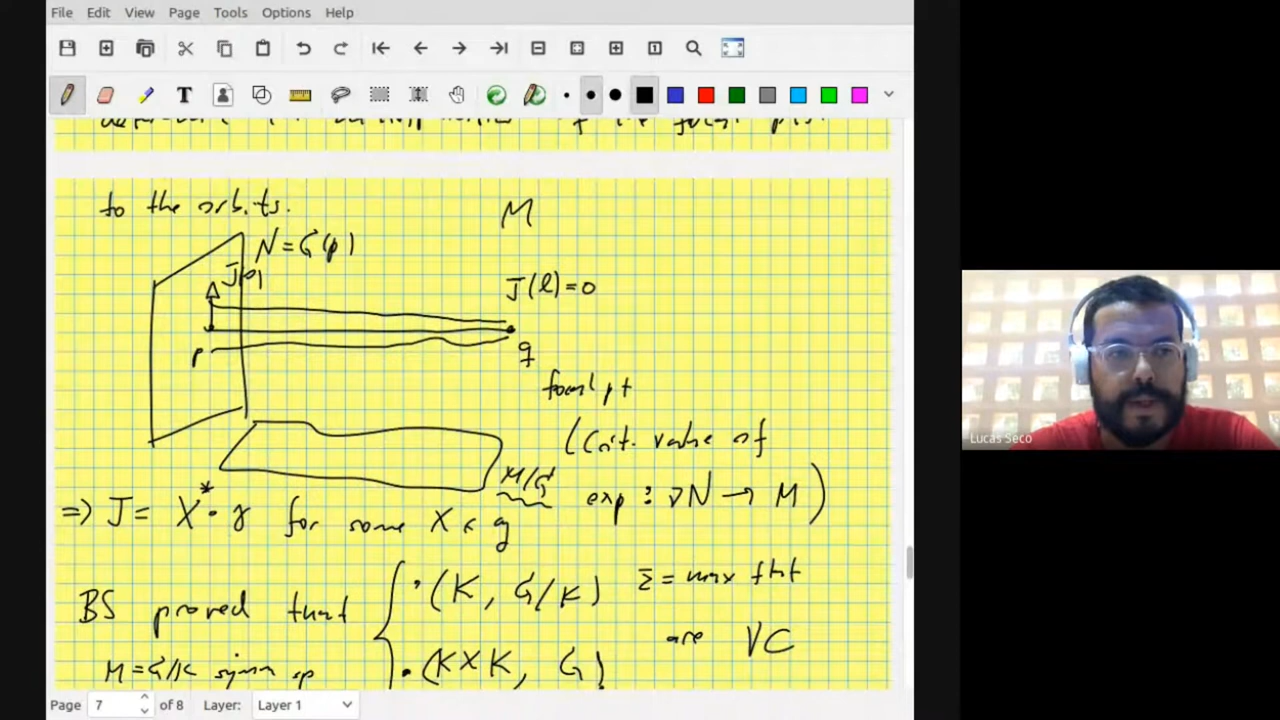 File Edit View Page Tools Options Help
to the orbits.
M
N = G(p)
J(0)
J(l) = 0
p
q
focal pt
(Crit. value of
exp : νN → M)
M/G
⇒ J = X* · γ for some X ∈ g
BS proved that
• (K, G/K)
Σ = max flat
are VC
M = G/K symm sp
• (K×K, G)
Page 7 of 8 Layer: Layer 1
Lucas Seco